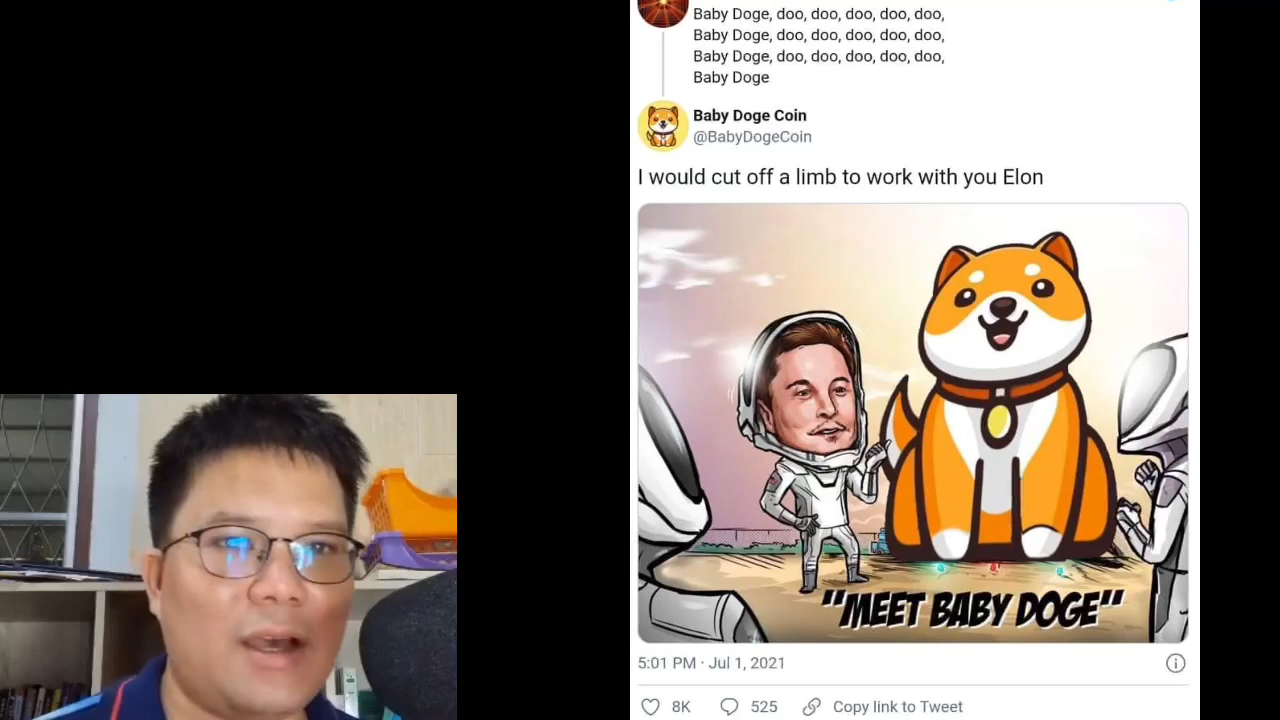 Baby Doge, doo, doo, doo, doo, doo,
Baby Doge, doo, doo, doo, doo, doo,
Baby Doge, doo, doo, doo, doo, doo,
Baby Doge
Baby Doge Coin
@BabyDogeCoin
I would cut off a limb to work with you Elon
"MEET BABY DOGE"
5:01 PM · Jul 1, 2021
8K 525 Copy link to Tweet